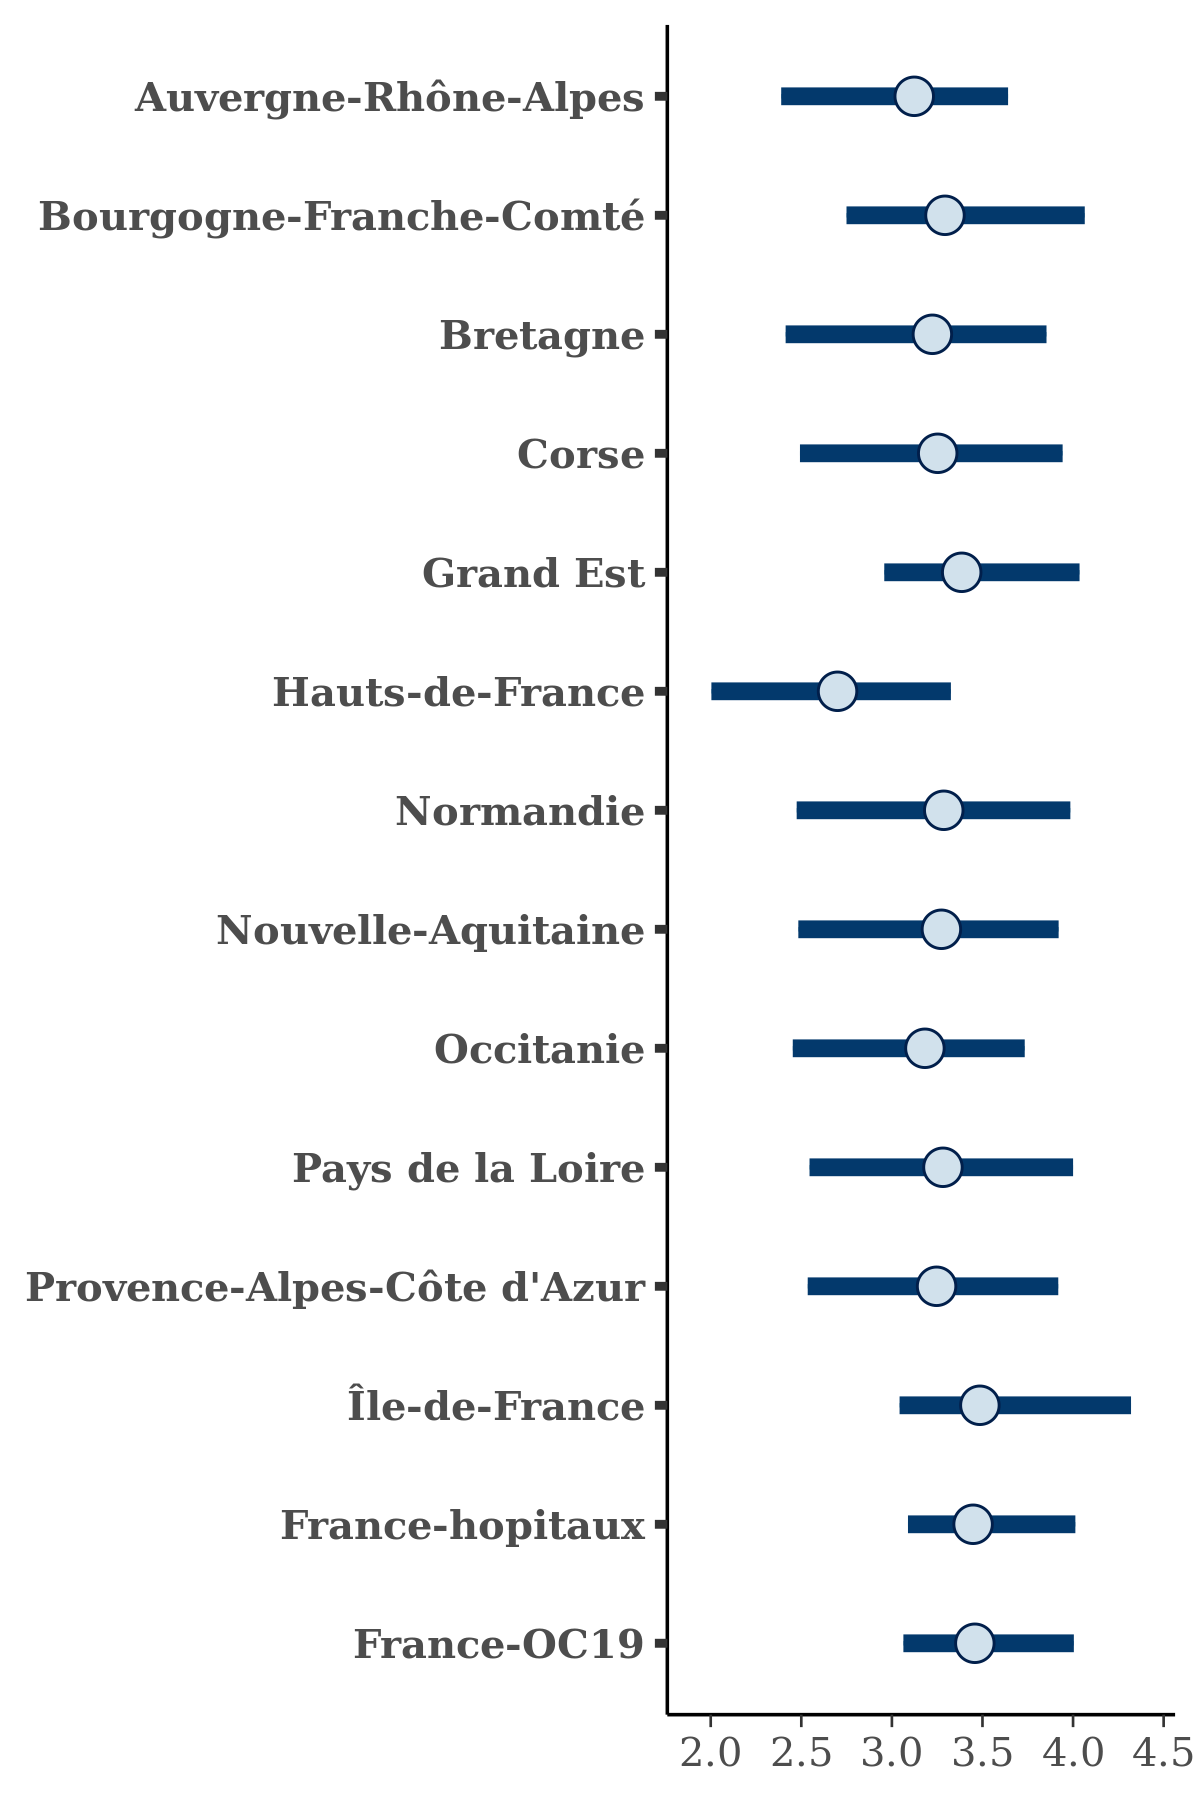 Auvergne-Rhône-Alpes
Bourgogne-Franche-Comté
Bretagne
Corse
Grand Est
Hauts-de-France
Normandie
Nouvelle-Aquitaine
Occitanie
Pays de la Loire
Provence-Alpes-Côte d'Azur
Île-de-France
France-hopitaux
France-OC19
2.0 2.5 3.0 3.5 4.0 4.5